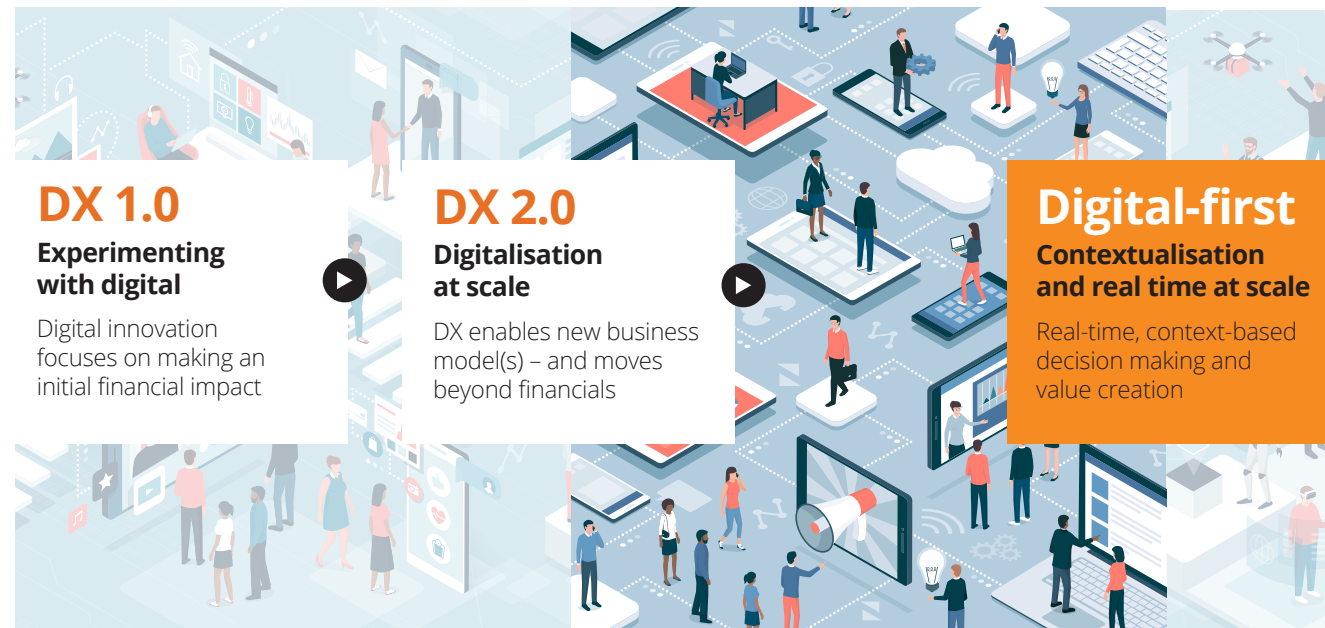 DX 1.0
Experimenting
with digital
Digital innovation
focuses on making an
initial financial impact
DX 2.0
Digitalisation
at scale
DX enables new business
model(s) – and moves
beyond financials
Digital-first
Contextualisation
and real time at scale
Real-time, context-based
decision making and
value creation